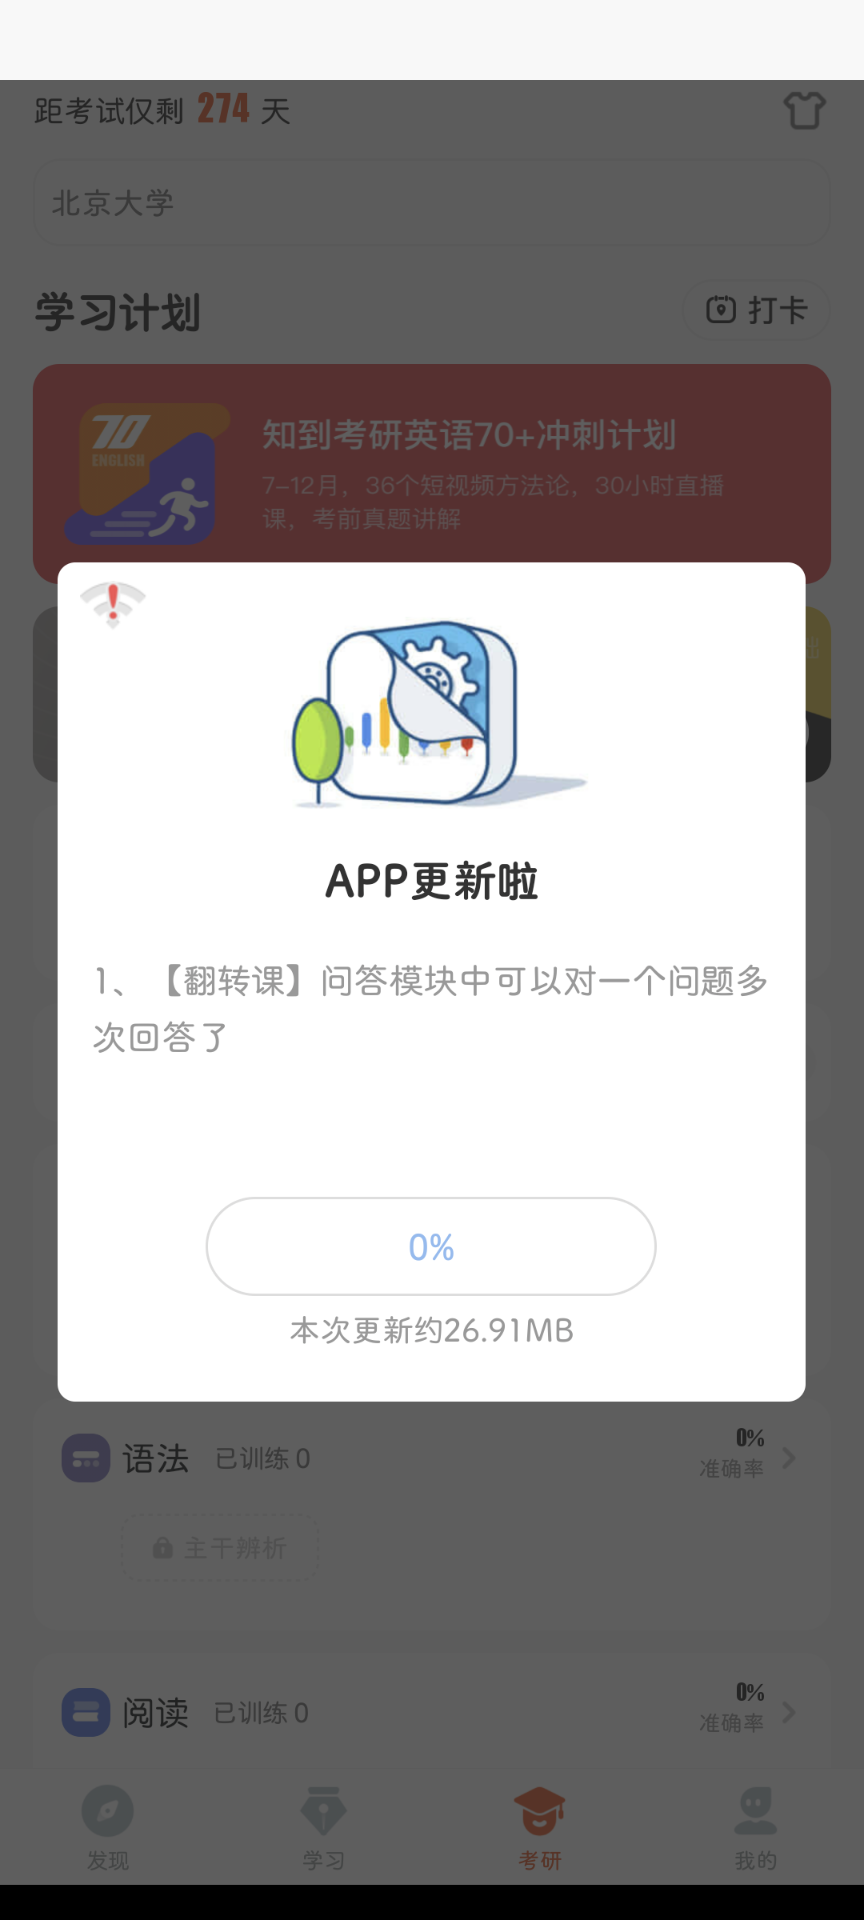 距考试仅剩 274 天
北京大学
学习计划
打卡
70
ENGLISH
知到考研英语70+冲刺计划
7-12月，36个短视频方法论，30小时直播
课，考前真题讲解
APP更新啦
1、【翻转课】问答模块中可以对一个问题多
次回答了
0%
本次更新约26.91MB
语法 已训练 0
0%
准确率
主干辨析
阅读 已训练 0
0%
准确率
发现 学习 考研 我的